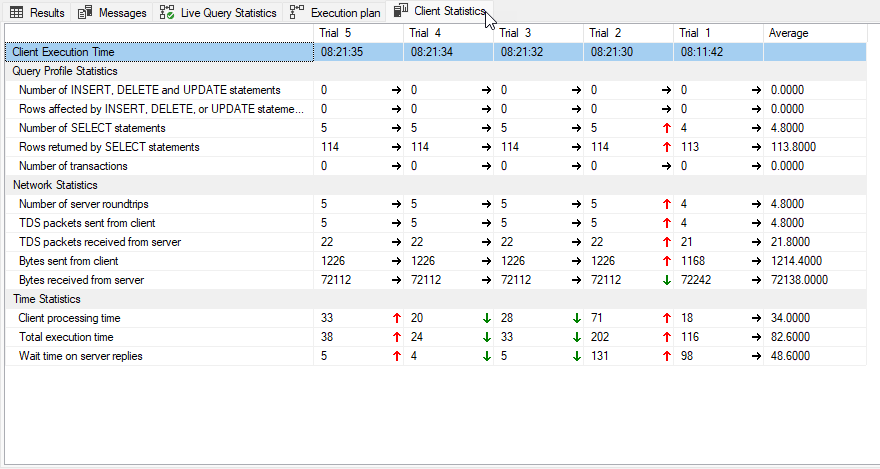 Results Messages Live Query Statistics Execution plan Client Statistics
Trial 5 Trial 4 Trial 3 Trial 2 Trial 1 Average
Client Execution Time 08:21:35 08:21:34 08:21:32 08:21:30 08:11:42
Query Profile Statistics
Number of INSERT, DELETE and UPDATE statements 0 → 0 → 0 → 0 → 0 → 0.0000
Rows affected by INSERT, DELETE, or UPDATE stateme... 0 → 0 → 0 → 0 → 0 → 0.0000
Number of SELECT statements 5 → 5 → 5 → 5 ↑ 4 → 4.8000
Rows returned by SELECT statements 114 → 114 → 114 → 114 ↑ 113 → 113.8000
Number of transactions 0 → 0 → 0 → 0 → 0 → 0.0000
Network Statistics
Number of server roundtrips 5 → 5 → 5 → 5 ↑ 4 → 4.8000
TDS packets sent from client 5 → 5 → 5 → 5 ↑ 4 → 4.8000
TDS packets received from server 22 → 22 → 22 → 22 ↑ 21 → 21.8000
Bytes sent from client 1226 → 1226 → 1226 → 1226 ↑ 1168 → 1214.4000
Bytes received from server 72112 → 72112 → 72112 → 72112 ↓ 72242 → 72138.0000
Time Statistics
Client processing time 33 ↑ 20 ↓ 28 ↓ 71 ↑ 18 → 34.0000
Total execution time 38 ↑ 24 ↓ 33 ↓ 202 ↑ 116 → 82.6000
Wait time on server replies 5 ↑ 4 ↓ 5 ↓ 131 ↑ 98 → 48.6000